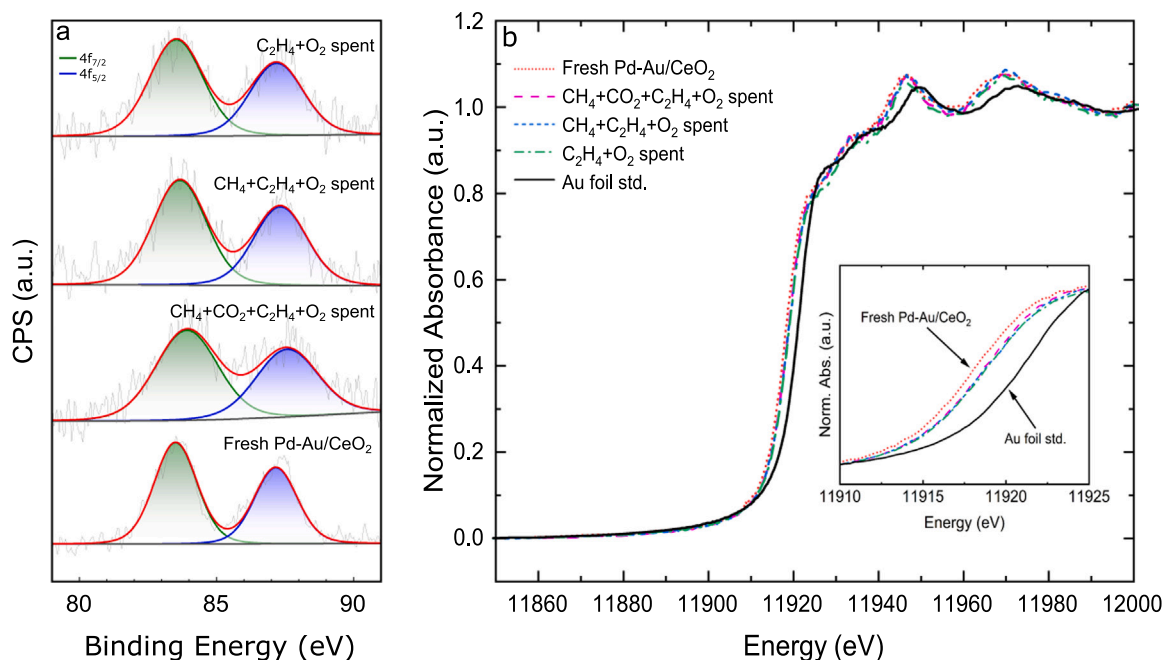 a
4f7/2
4f5/2
C2H4+O2 spent
CH4+C2H4+O2 spent
CH4+CO2+C2H4+O2 spent
Fresh Pd-Au/CeO2
CPS (a.u.)
80 85 90
Binding Energy (eV)
b
1.2
1.0
0.8
0.6
0.4
0.2
0.0
Normalized Absorbance (a.u.)
Fresh Pd-Au/CeO2
CH4+CO2+C2H4+O2 spent
CH4+C2H4+O2 spent
C2H4+O2 spent
Au foil std.
Fresh Pd-Au/CeO2
Au foil std.
Norm. Abs. (a.u.)
11910 11915 11920 11925
Energy (eV)
11860 11880 11900 11920 11940 11960 11980 12000
Energy (eV)